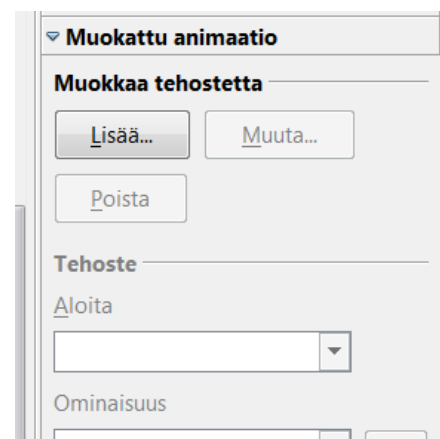 Muokattu animaatio
Muokkaa tehostetta
Lisää... Muuta...
Poista
Tehoste
Aloita
Ominaisuus